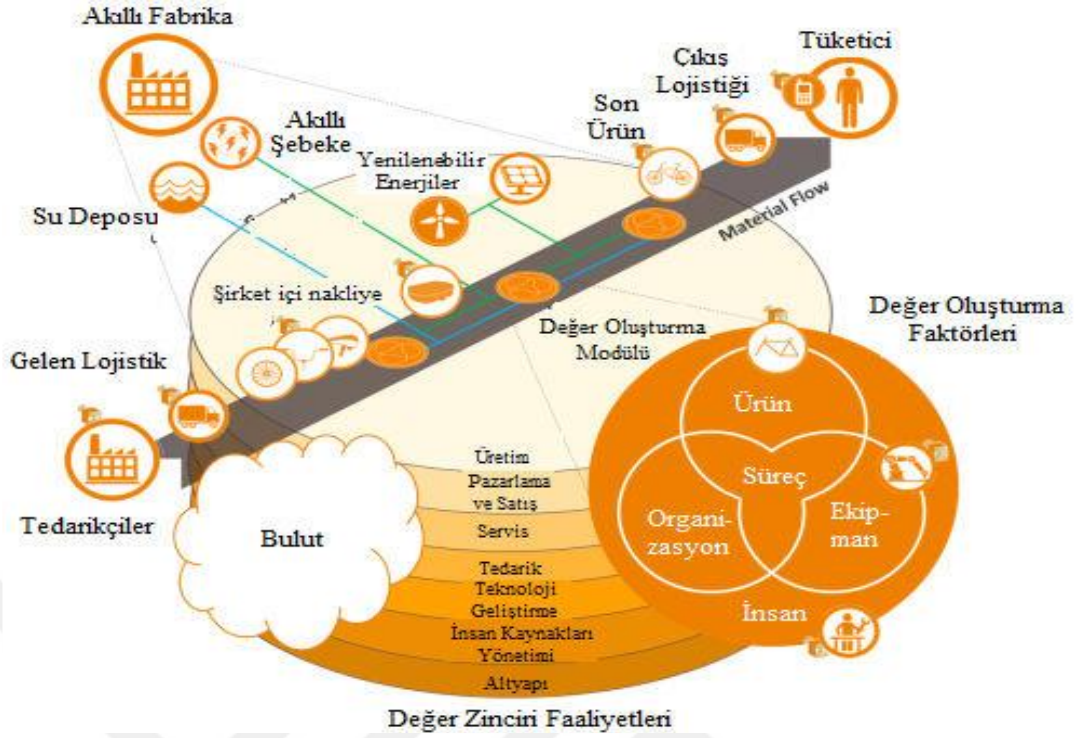 Akıllı Fabrika
Tüketici
Çıkış
Lojistiği
Son
Ürün
Akıllı
Şebeke
Yenilenebilir
Enerjiler
Su Deposu
Material Flow
Şirket içi nakliye
Değer Oluşturma
Modülü
Değer Oluşturma
Faktörleri
Gelen Lojistik
Tedarikçiler
Bulut
Üretim
Pazarlama
ve Satış
Servis
Tedarik
Teknoloji
Geliştirme
İnsan Kaynakları
Yönetimi
Altyapı
Ürün
Süreç
Organi-
zasyon
Ekip-
man
İnsan
Değer Zinciri Faaliyetleri